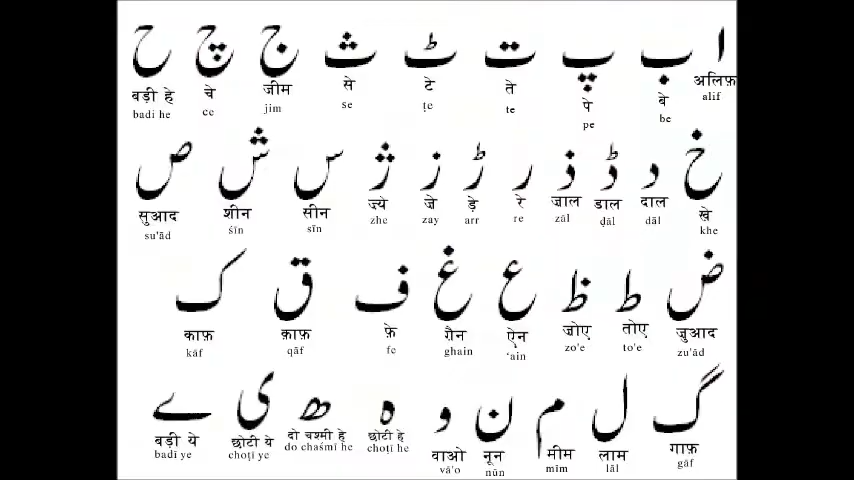 ا ب پ ت ٹ ث ج چ ح
अलिफ़ बे पे ते टे से जीम चे बड़ी हे
alif be pe te ṭe se jim ce badi he
خ د ڈ ذ ر ڑ ز ژ س ش ص
खे दाल डाल ज़ाल रे ड़े ज़े ज़्ये सीन शीन सुआद
khe dāl ḍāl zāl re arr zay zhe sīn śīn su'ād
ض ط ظ ع غ ف ق ک
ज़ुआद तोए ज़ोए ऐन ग़ैन फ़े क़ाफ़ काफ़
zu'ād to'e zo'e ‘ain ghain fe qāf kāf
گ ل م ن و ہ ھ ی ے
गाफ़ लाम मीम नून वाओ छोटी हे दो चश्मी हे छोटी ये बड़ी ये
gāf lāl mīm nūn vā'o choṭī he do chaśmī he choṭī ye badī ye